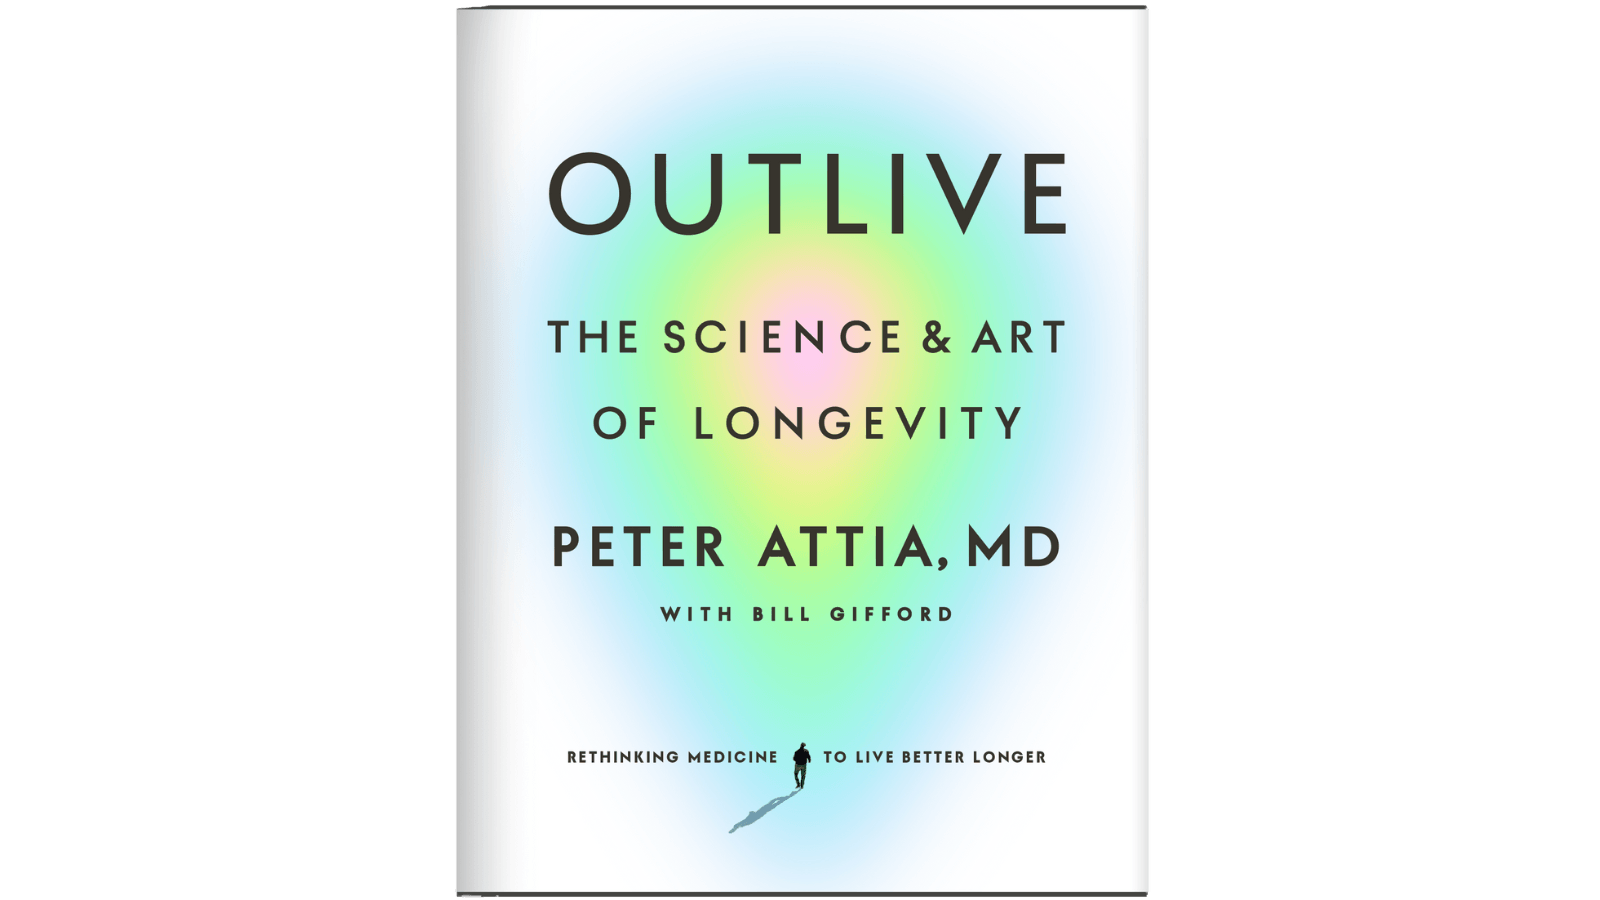 OUTLIVE
THE SCIENCE & ART
OF LONGEVITY
PETER ATTIA, MD
WITH BILL GIFFORD
RETHINKING MEDICINE TO LIVE BETTER LONGER